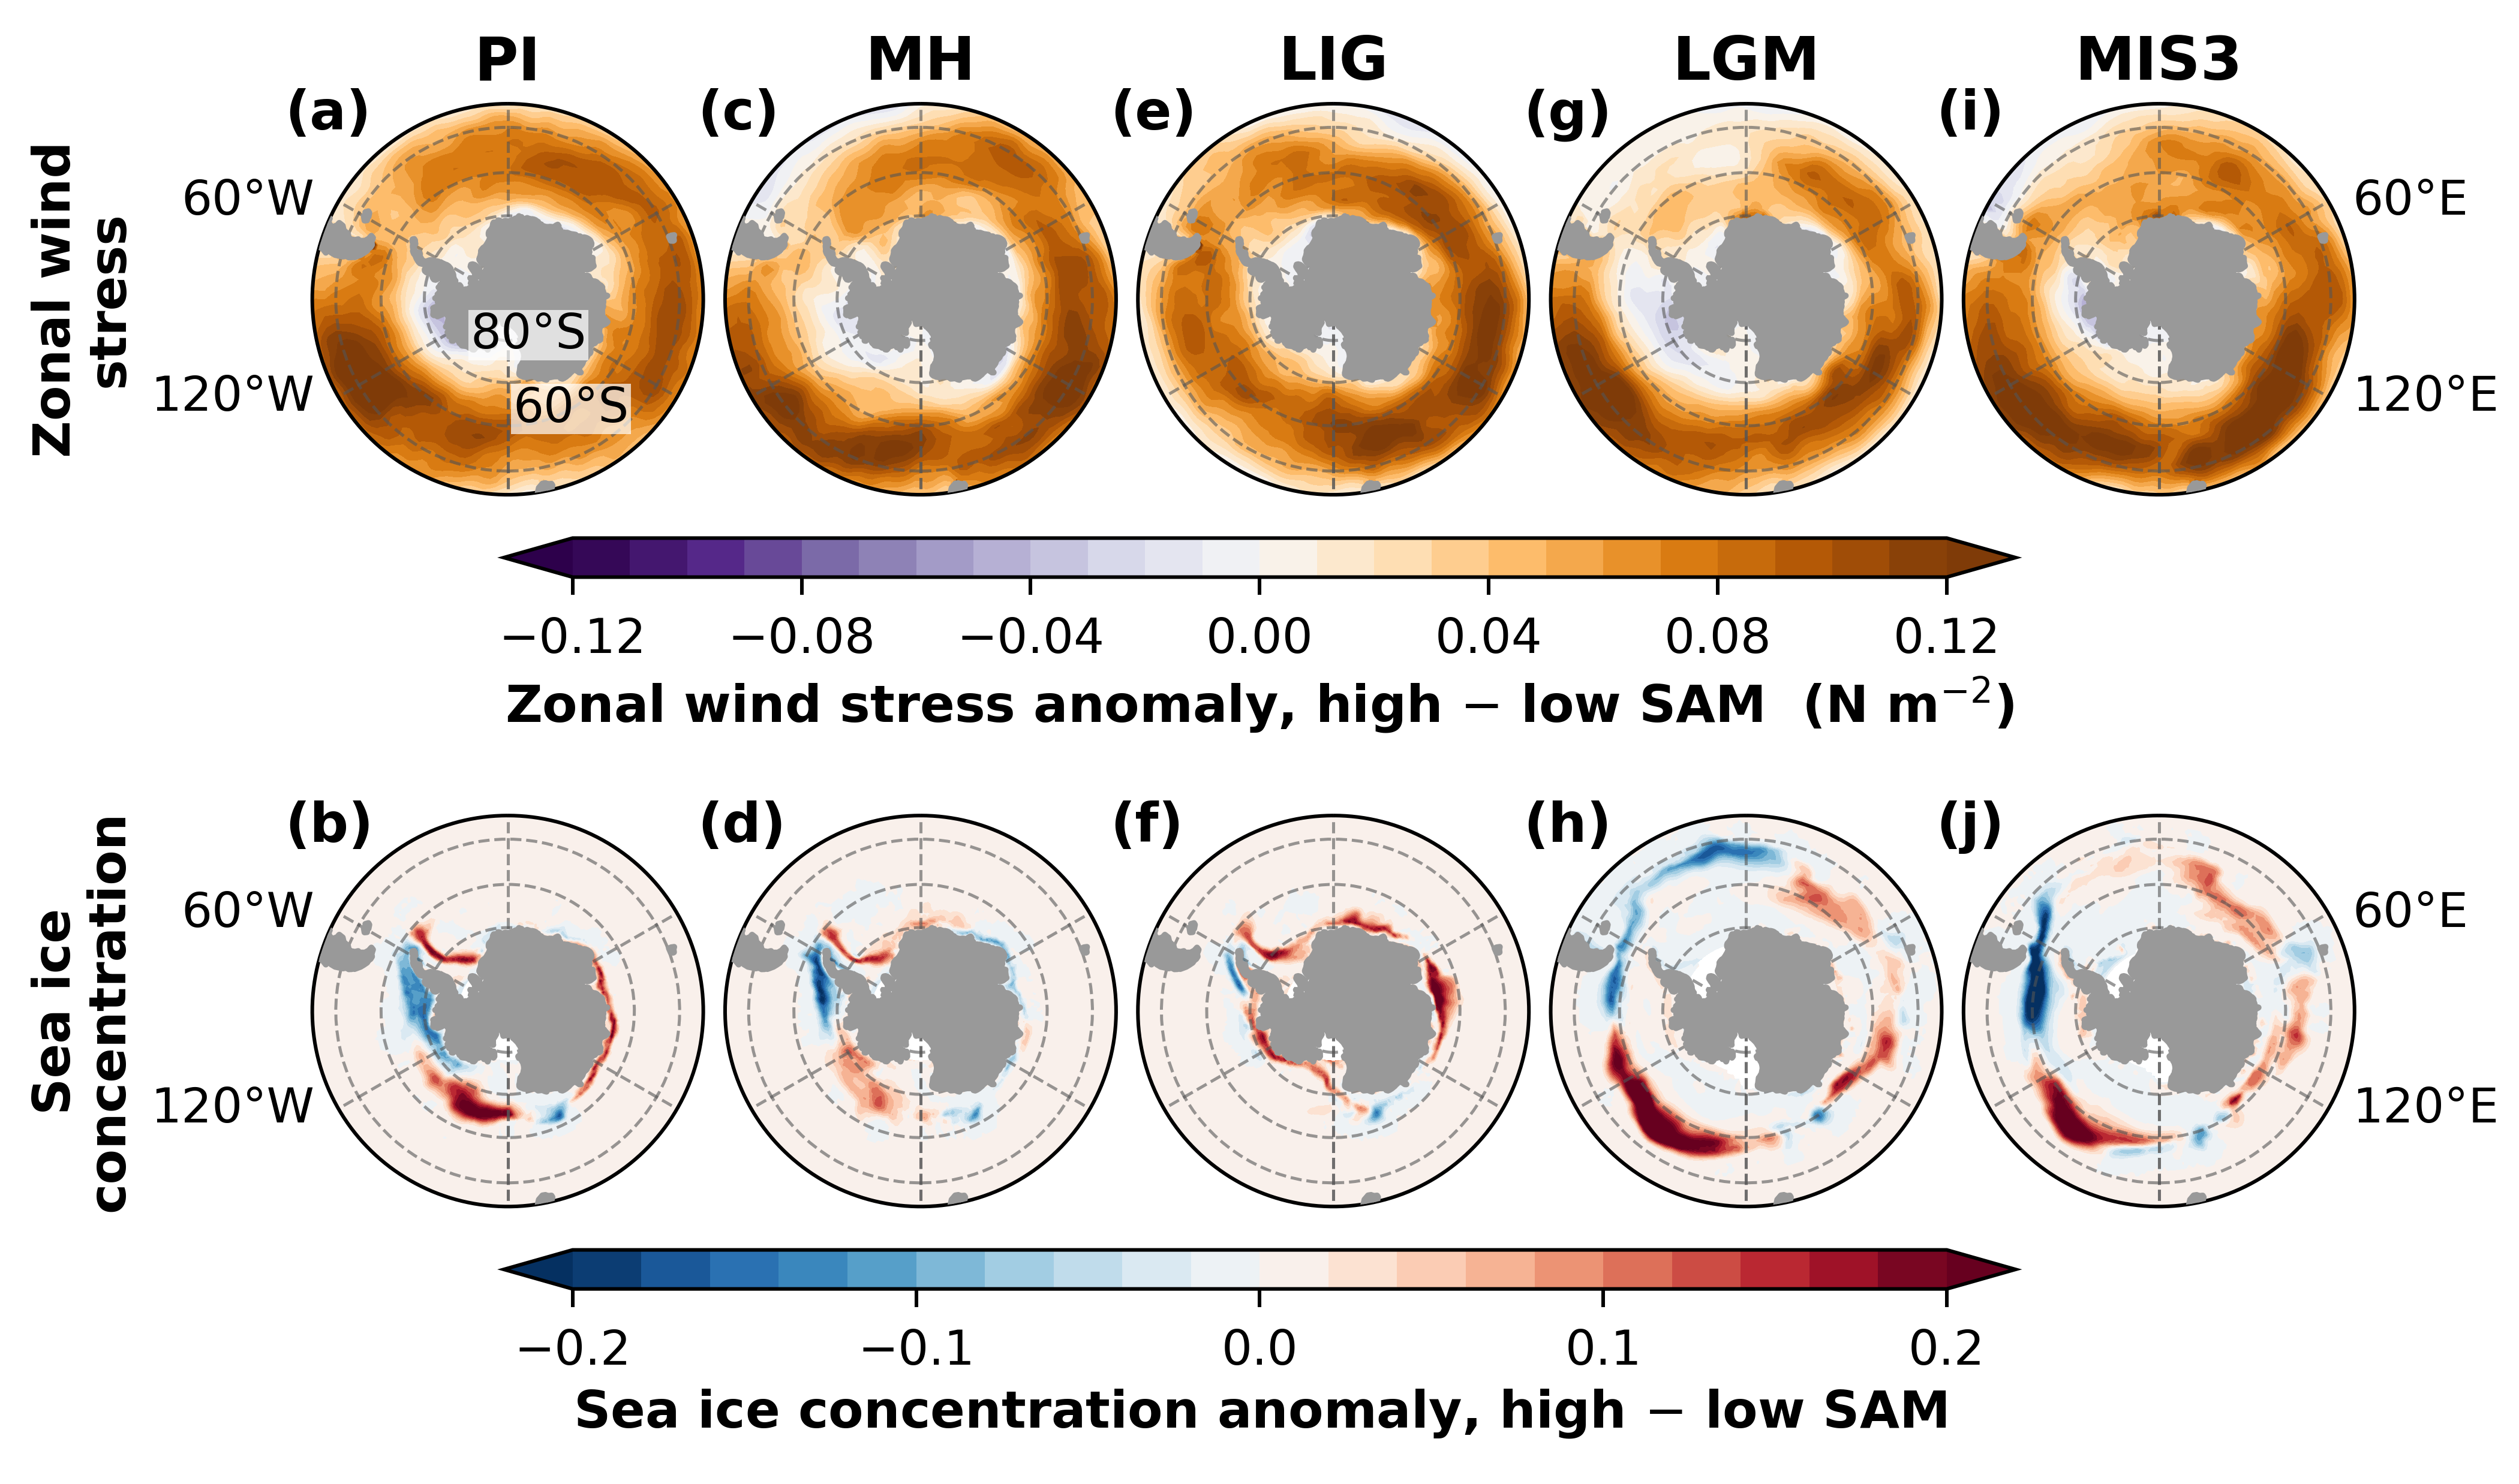 PI
MH
LIG
LGM
MIS3
(a)
(c)
(e)
(g)
(i)
Zonal wind
stress
60°W
120°W
80°S
60°S
60°E
120°E
−0.12
−0.08
−0.04
0.00
0.04
0.08
0.12
Zonal wind stress anomaly, high − low SAM (N m⁻²)
(b)
(d)
(f)
(h)
(j)
Sea ice
concentration
60°W
120°W
60°E
120°E
−0.2
−0.1
0.0
0.1
0.2
Sea ice concentration anomaly, high − low SAM